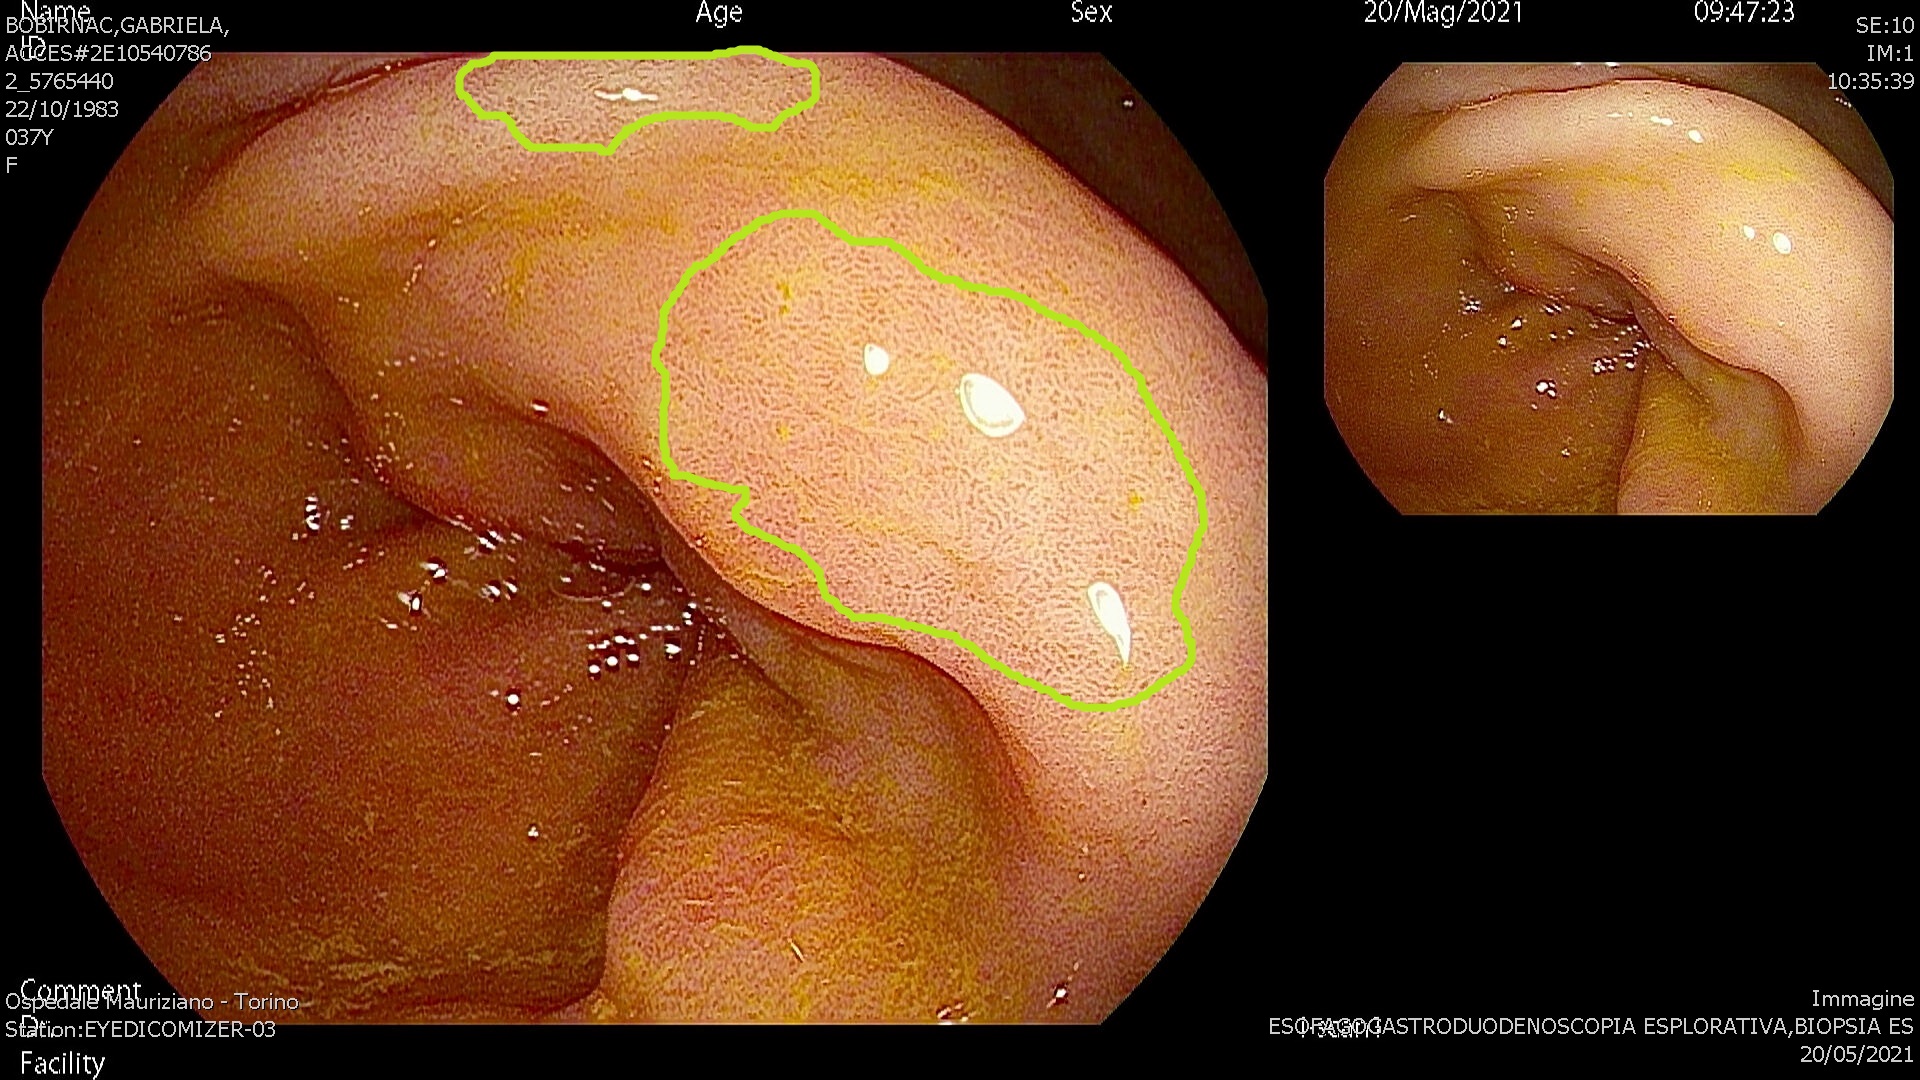 Name Age Sex 20/Mag/2021 09:47:23
BOBIRNAC,GABRIELA,
ID
ACCES#2E10540786
2_5765440
22/10/1983
037Y
F
SE:10
IM:1
10:35:39
Comment
Ospedale Mauriziano - Torino
Station:EYEDICOMIZER-03
Facility
Immagine
ESOFAGOGASTRODUODENOSCOPIA ESPLORATIVA,BIOPSIA ES
20/05/2021